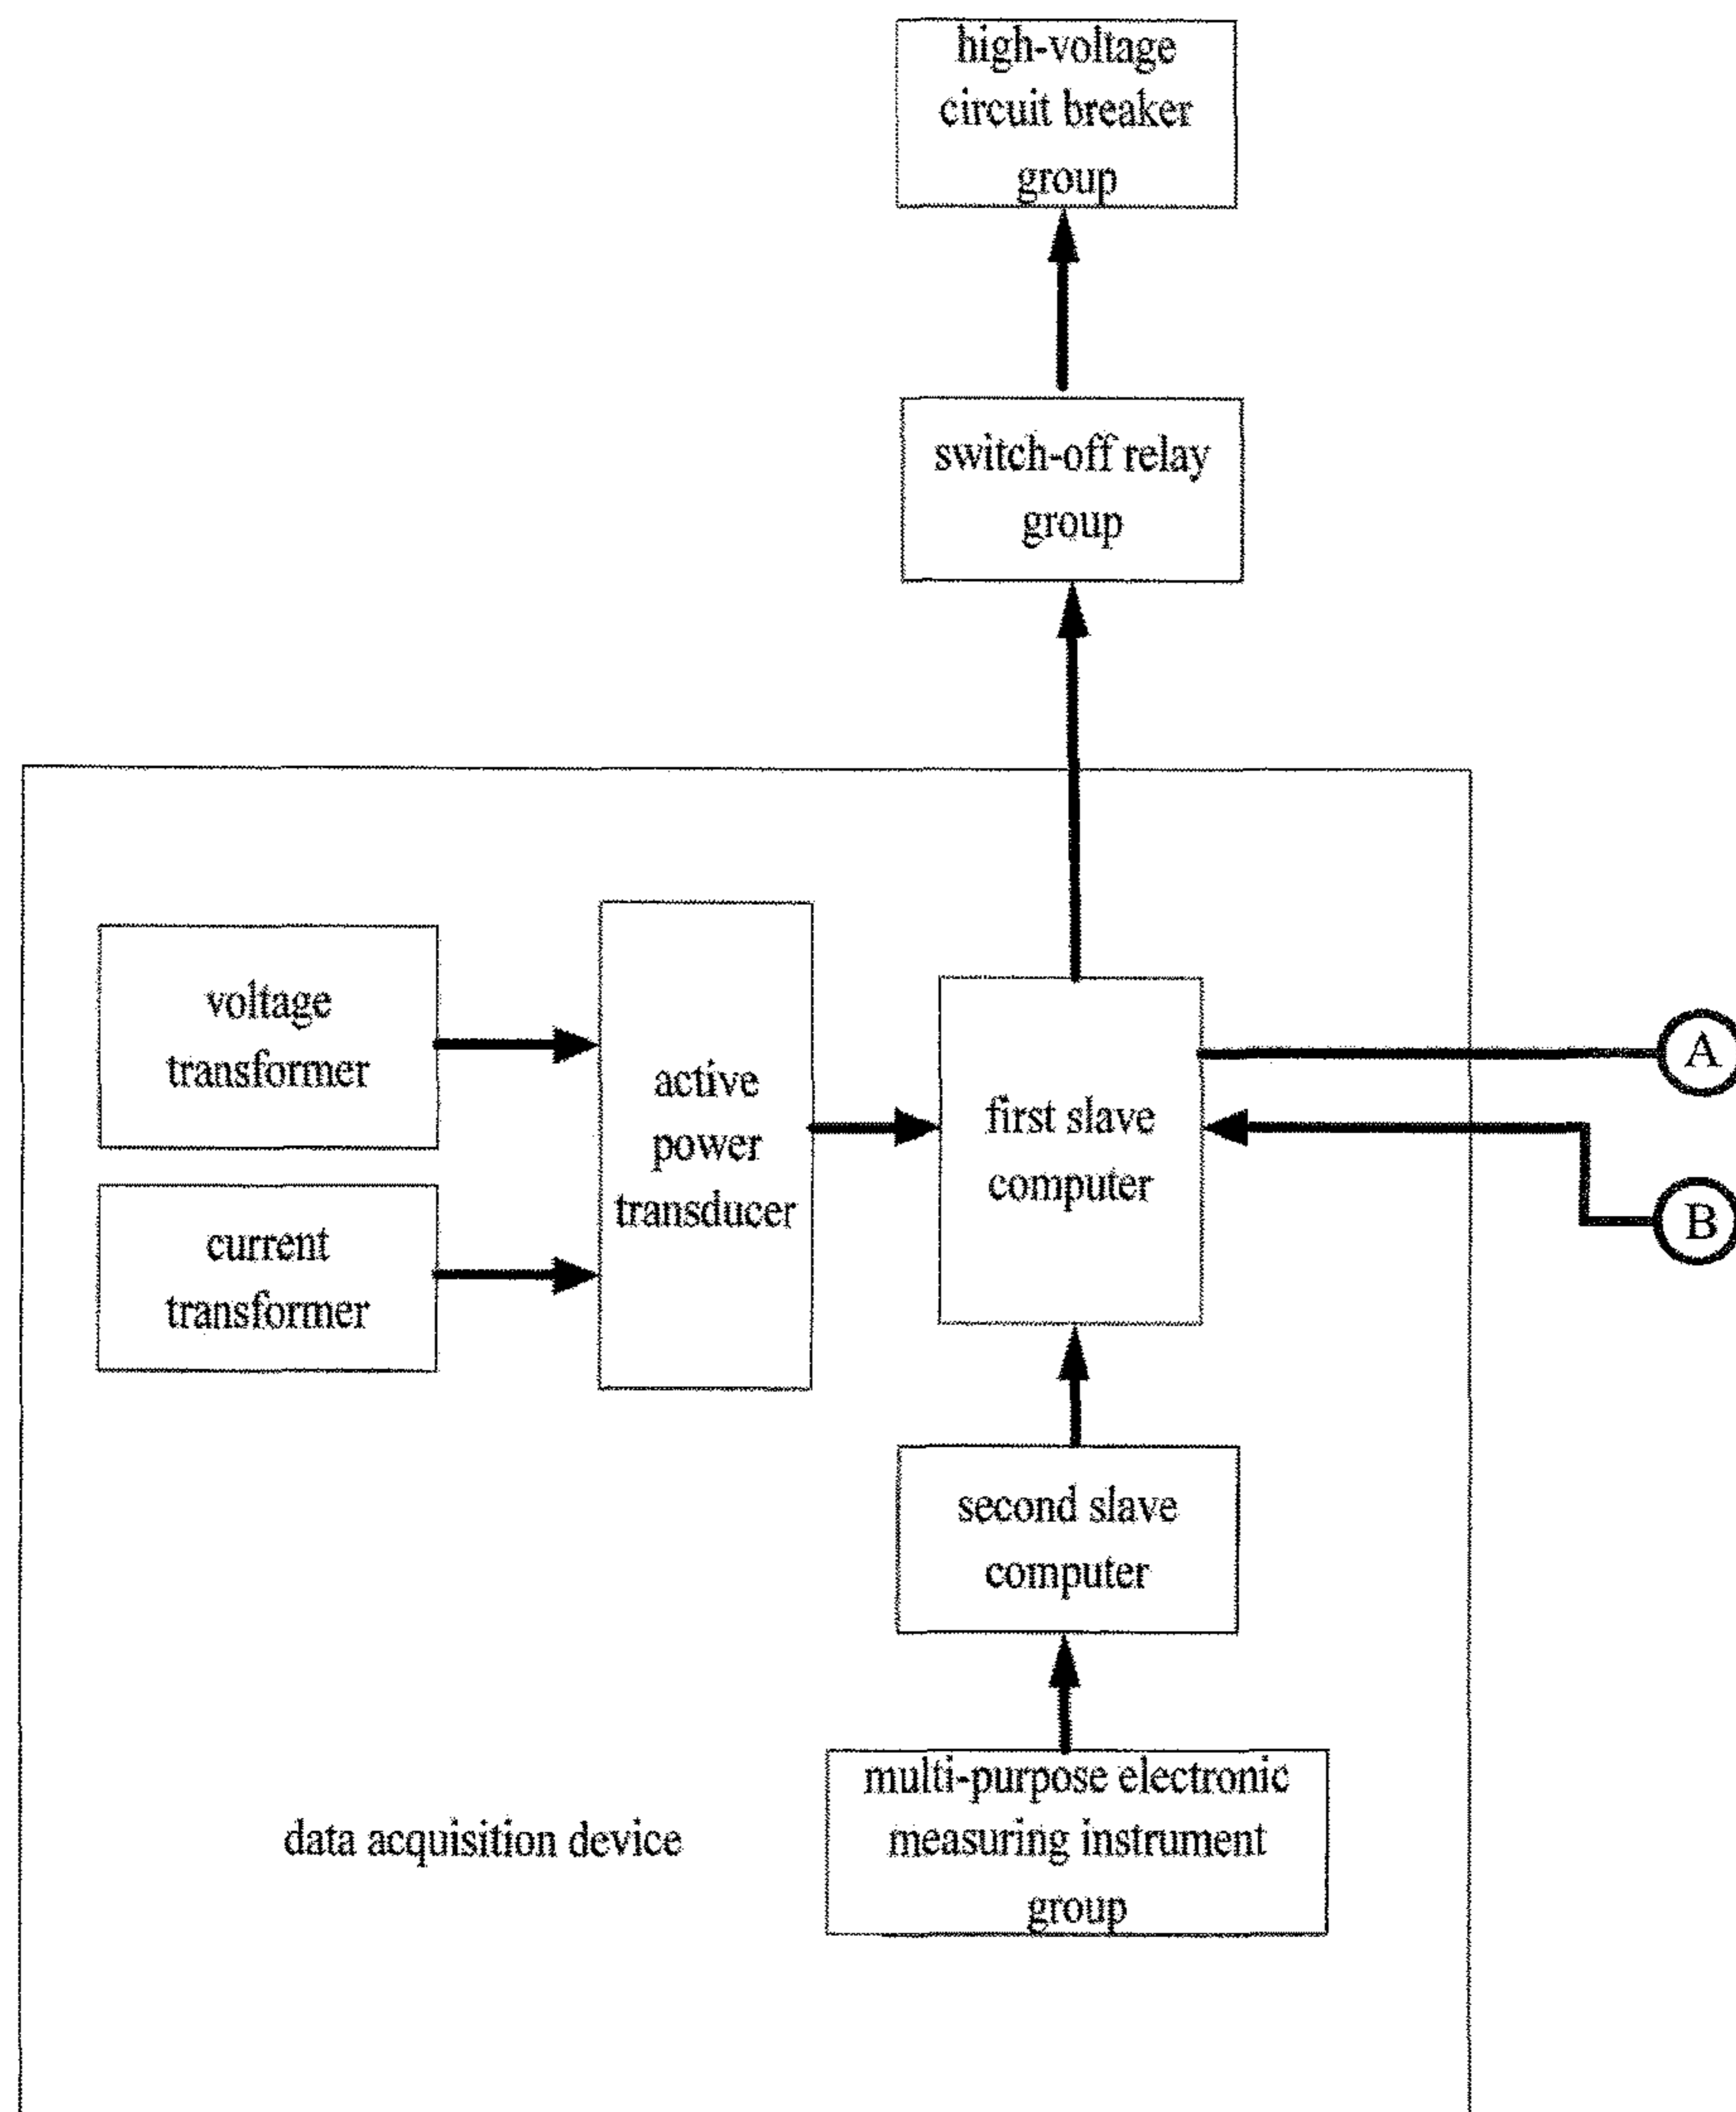 high-voltage
circuit breaker
group
switch-off relay
group
voltage
transformer
current
transformer
active
power
transducer
first slave
computer
A
B
second slave
computer
multi-purpose electronic
measuring instrument
group
data acquisition device